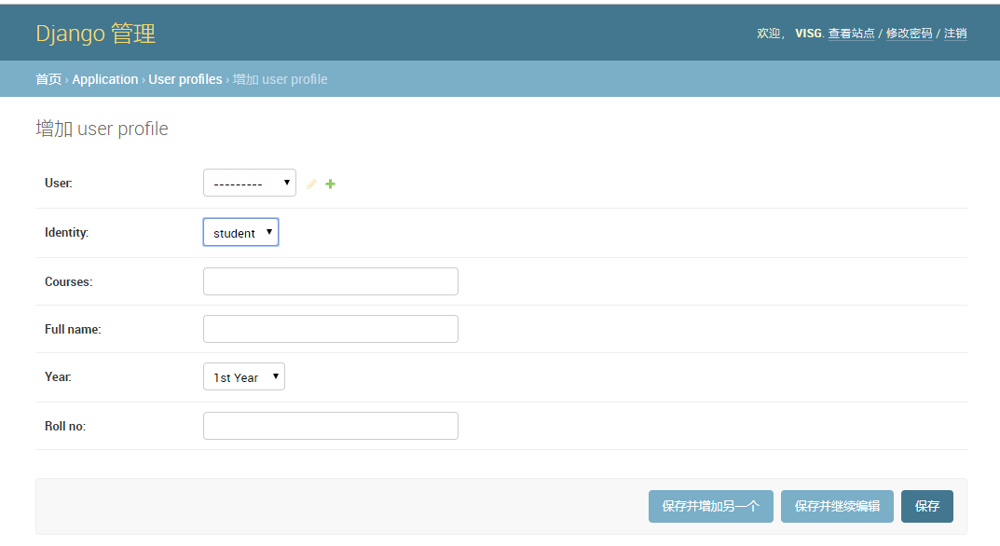 Django 管理
欢迎， VISG. 查看站点 / 修改密码 / 注销
首页 › Application › User profiles › 增加 user profile
增加 user profile
User: ---------
Identity: student
Courses:
Full name:
Year: 1st Year
Roll no:
保存并增加另一个 保存并继续编辑 保存